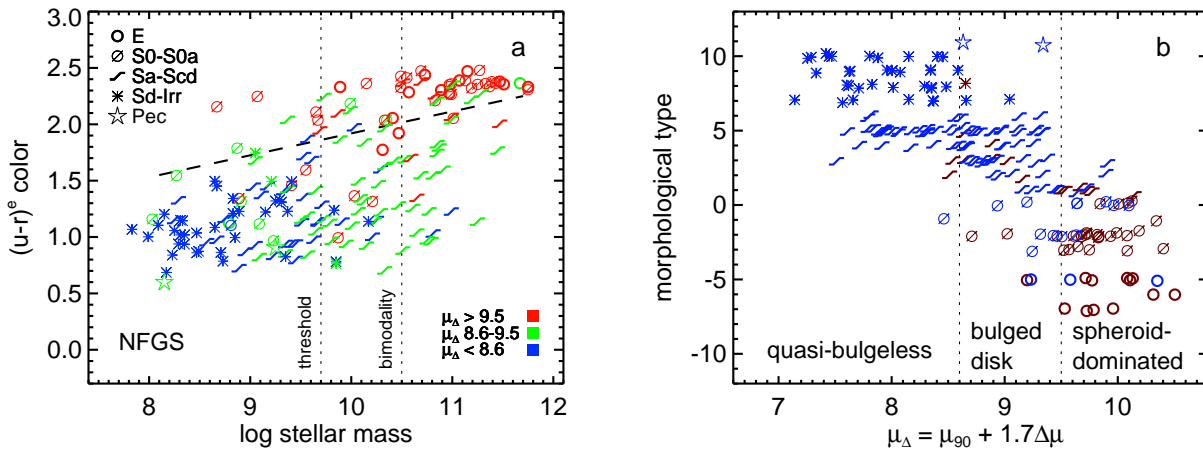 3.0
2.5
2.0
1.5
1.0
0.5
0.0
(u-r)ᵉ color
E
S0-S0a
Sa-Scd
Sd-Irr
Pec
a
NFGS
threshold
bimodality
μΔ > 9.5
μΔ 8.6-9.5
μΔ < 8.6
8 9 10 11 12
log stellar mass
10
5
0
-5
-10
morphological type
b
quasi-bulgeless
bulged
disk
spheroid-
dominated
7 8 9 10
μΔ = μ90 + 1.7Δμ